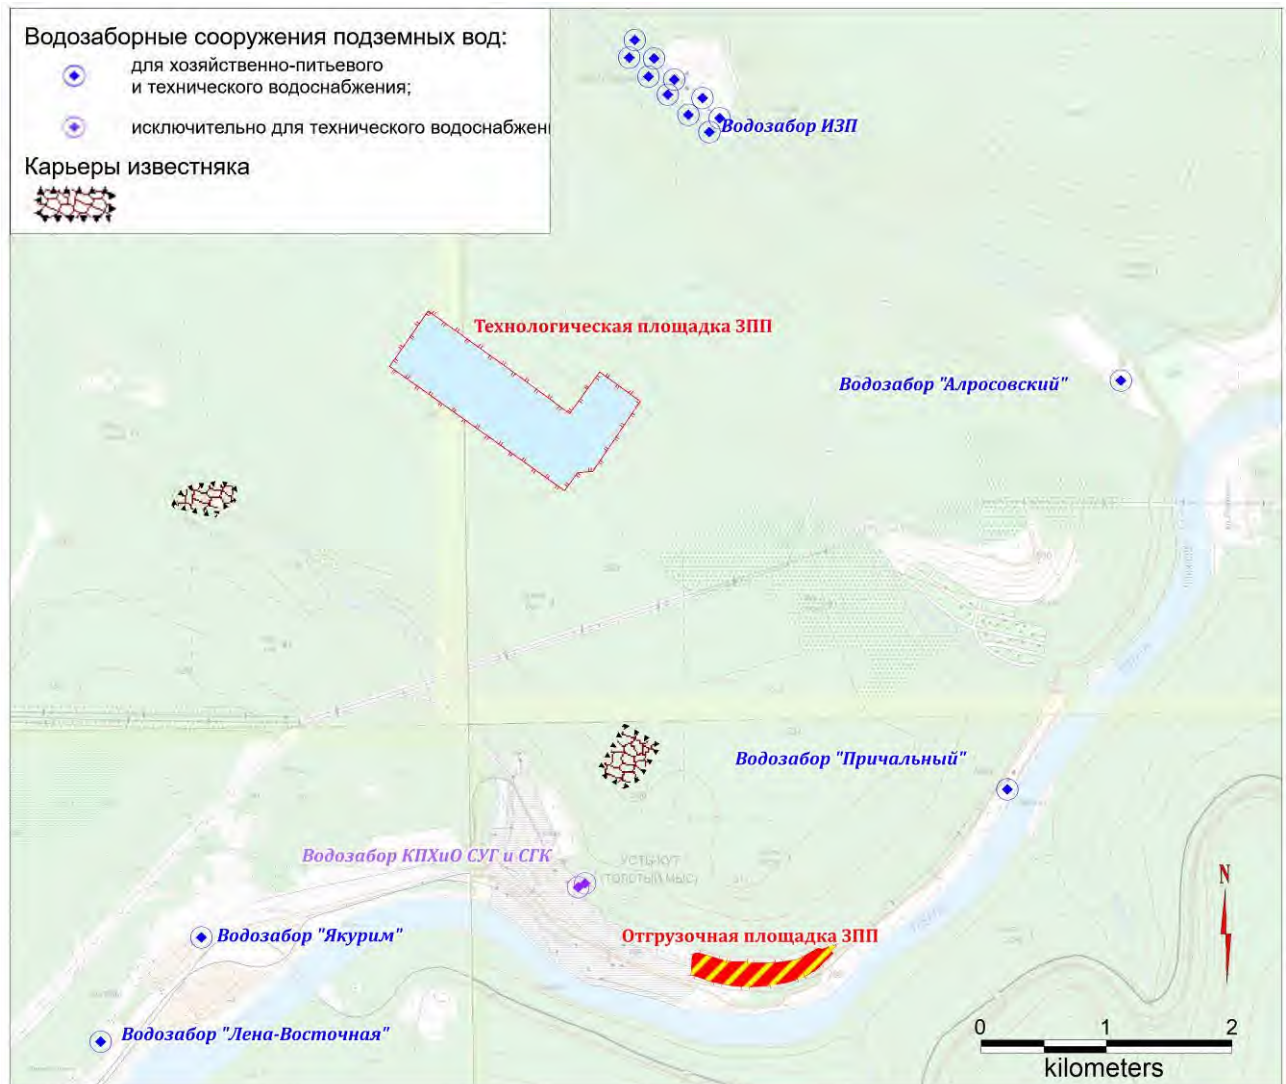 Водозаборные сооружения подземных вод:
для хозяйственно-питьевого
и технического водоснабжения;
исключительно для технического водоснабжен
Карьеры известняка
Водозабор ИЗП
Технологическая площадка ЗПП
Водозабор "Алросовский"
Водозабор "Причальный"
Водозабор КПХиО СУГ и СГК
УСТЬ-КУТ
(ТОЛСТЫЙ МЫС)
Водозабор "Якурим"
Отгрузочная площадка ЗПП
N
Водозабор "Лена-Восточная"
0 1 2
kilometers